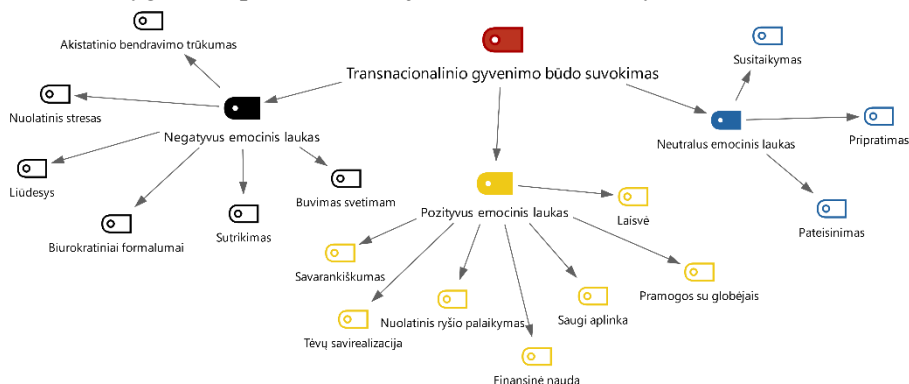 Akistatinio bendravimo trūkumas
Susitaikymas
Transnacionalinio gyvenimo būdo suvokimas
Nuolatinis stresas
Negatyvus emocinis laukas
Neutralus emocinis laukas
Pripratimas
Liūdesys
Buvimas svetimam
Pozityvus emocinis laukas
Laisvė
Biurokratiniai formalumai
Sutrikimas
Pateisinimas
Savarankiškumas
Pramogos su globėjais
Tėvų savirealizacija
Nuolatinis ryšio palaikymas
Saugi aplinka
Finansinė nauda